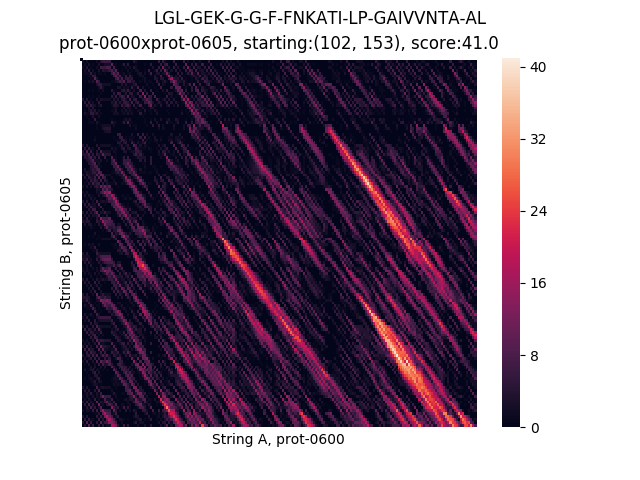 LGL-GEK-G-G-F-FNKATI-LP-GAIVVNTA-AL
prot-0600xprot-0605, starting:(102, 153), score:41.0
String B, prot-0605
String A, prot-0600
40
32
24
16
8
0